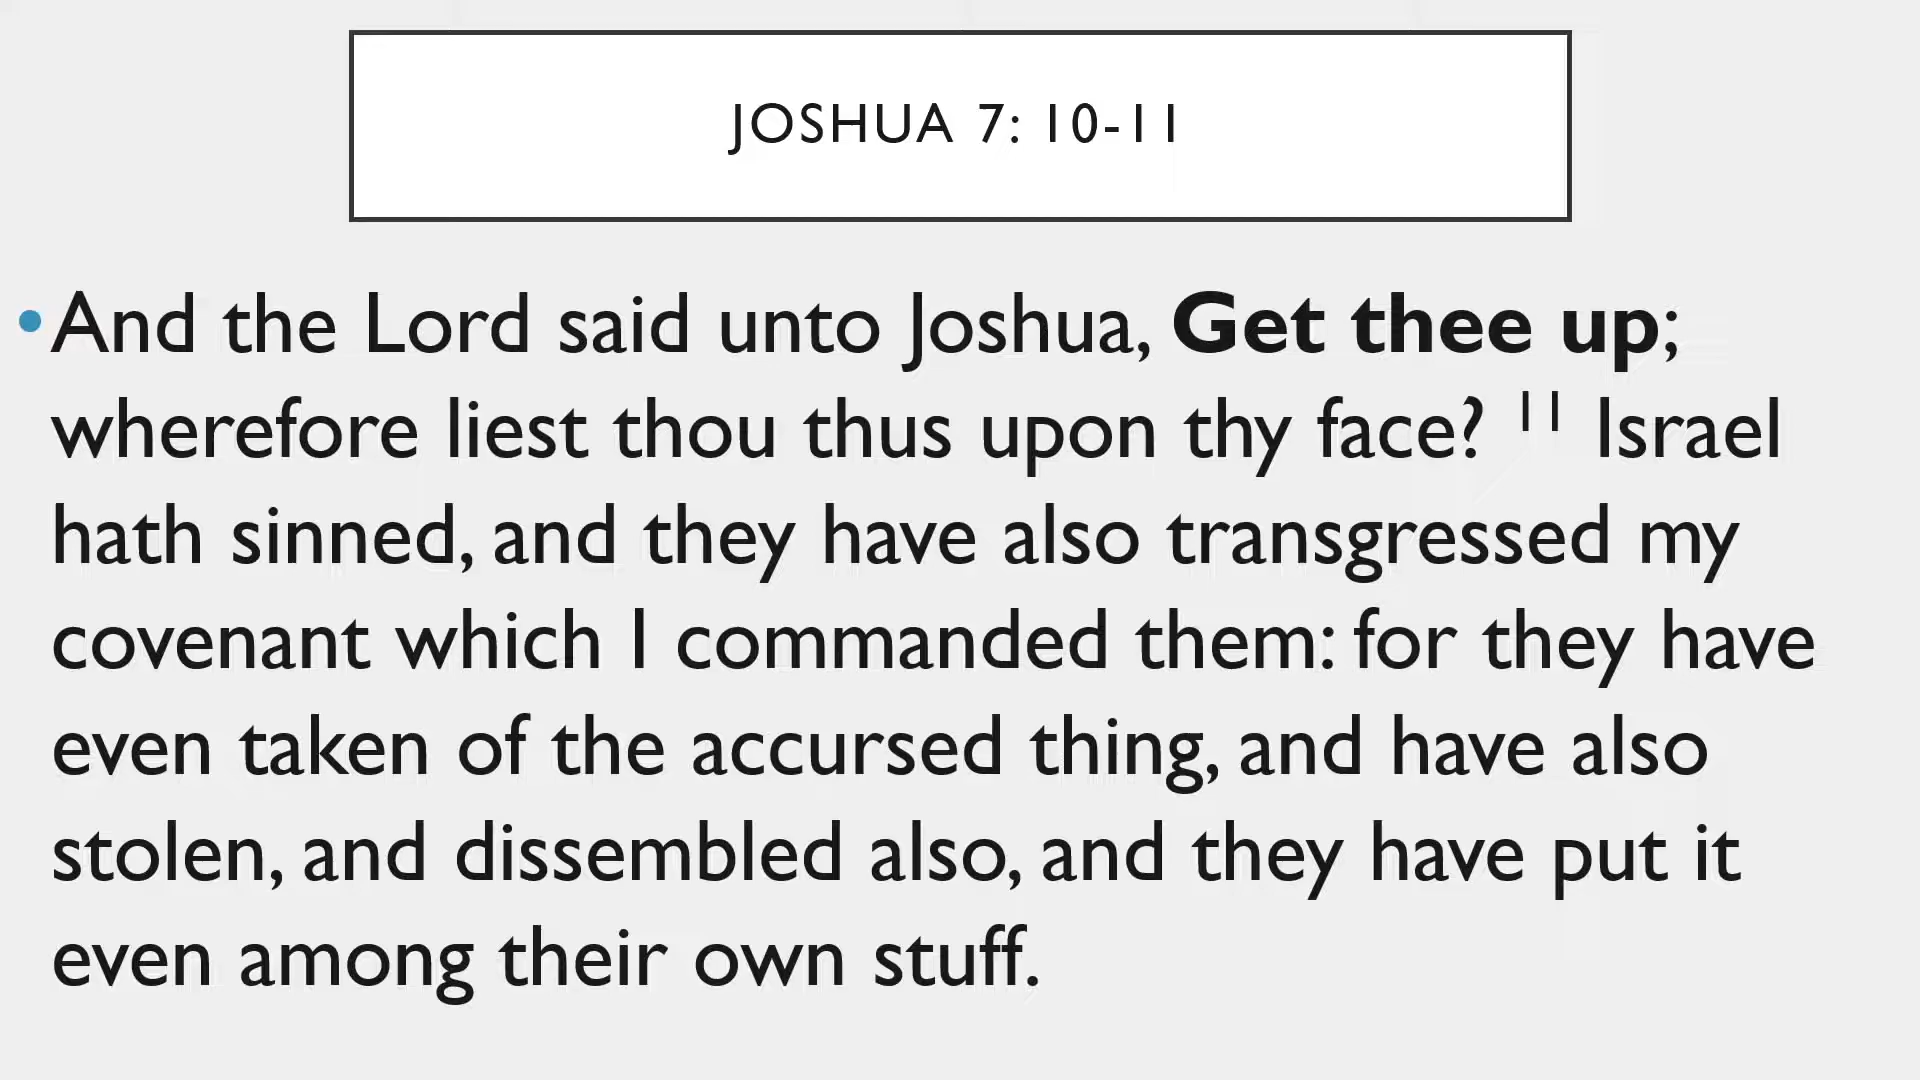 JOSHUA 7: 10-11
•And the Lord said unto Joshua, Get thee up;
wherefore liest thou thus upon thy face? 11 Israel
hath sinned, and they have also transgressed my
covenant which I commanded them: for they have
even taken of the accursed thing, and have also
stolen, and dissembled also, and they have put it
even among their own stuff.